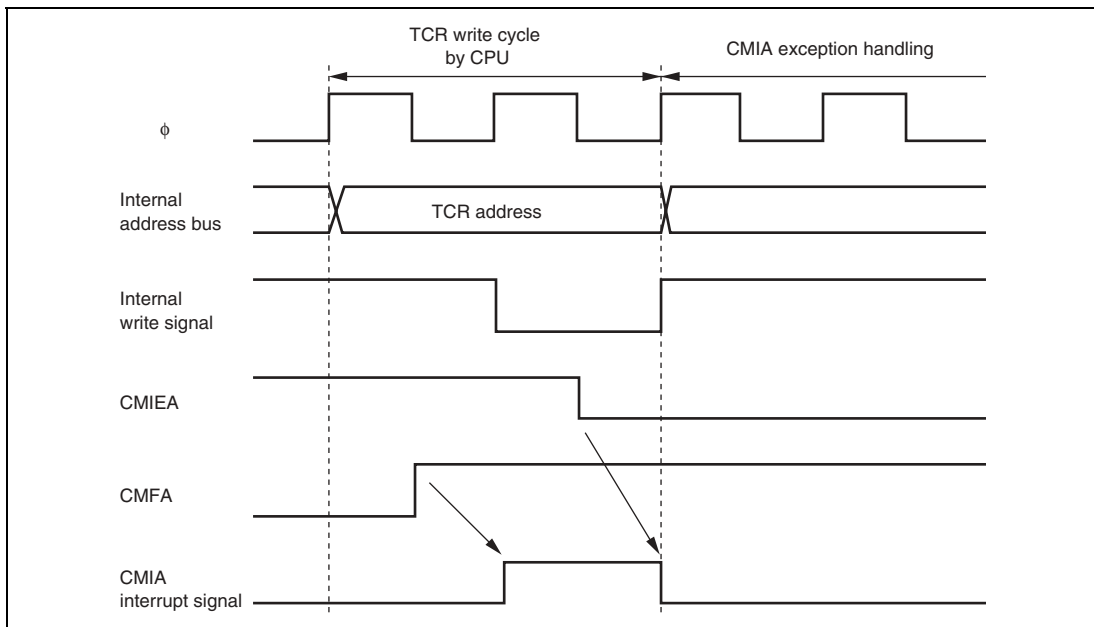 TCR write cycle
by CPU
CMIA exception handling
ϕ
Internal
address bus
TCR address
Internal
write signal
CMIEA
CMFA
CMIA
interrupt signal